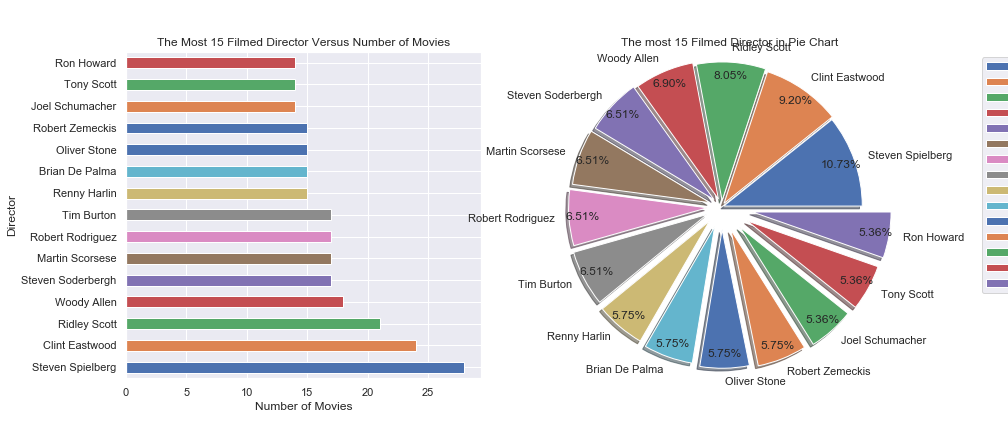 The Most 15 Filmed Director Versus Number of Movies
Director
Ron Howard
Tony Scott
Joel Schumacher
Robert Zemeckis
Oliver Stone
Brian De Palma
Renny Harlin
Tim Burton
Robert Rodriguez
Martin Scorsese
Steven Soderbergh
Woody Allen
Ridley Scott
Clint Eastwood
Steven Spielberg
0 5 10 15 20 25
Number of Movies
The most 15 Filmed Director in Pie Chart
Steven Spielberg
10.73%
Clint Eastwood
9.20%
Ridley Scott
8.05%
Woody Allen
6.90%
Steven Soderbergh
6.51%
Martin Scorsese
6.51%
Robert Rodriguez
6.51%
Tim Burton
6.51%
Renny Harlin
5.75%
Brian De Palma
5.75%
Oliver Stone
5.75%
Robert Zemeckis
5.75%
Joel Schumacher
5.36%
Tony Scott
5.36%
Ron Howard
5.36%